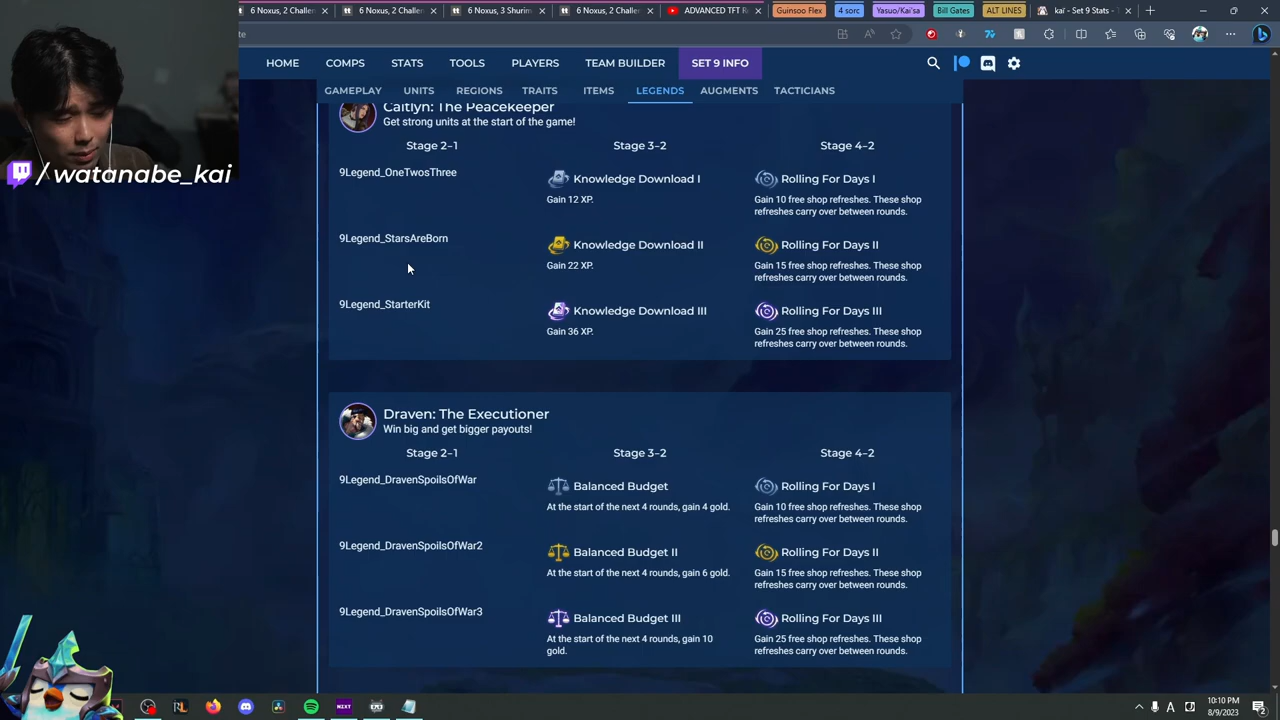 6 Nexus, 2 Challen
6 Nexus, 2 Challen
6 Nexus, 3 Shurim
6 Nexus, 2 Challen
ADVANCED TFT R
Guinsoo Flex
4 sorc
Yasuo/Kai'sa
Bill Gates
ALT LINES
kai - Set 9 Stats -
te
HOME
COMPS
STATS
TOOLS
PLAYERS
TEAM BUILDER
SET 9 INFO
GAMEPLAY
UNITS
REGIONS
TRAITS
ITEMS
LEGENDS
AUGMENTS
TACTICIANS
/watanabe_kai
Caitlyn: The Peacekeeper
Get strong units at the start of the game!
Stage 2-1
Stage 3-2
Stage 4-2
9Legend_OneTwosThree
Knowledge Download I
Gain 12 XP.
Rolling For Days I
Gain 10 free shop refreshes. These shop
refreshes carry over between rounds.
9Legend_StarsAreBorn
Knowledge Download II
Gain 22 XP.
Rolling For Days II
Gain 15 free shop refreshes. These shop
refreshes carry over between rounds.
9Legend_StarterKit
Knowledge Download III
Gain 36 XP.
Rolling For Days III
Gain 25 free shop refreshes. These shop
refreshes carry over between rounds.
Draven: The Executioner
Win big and get bigger payouts!
Stage 2-1
Stage 3-2
Stage 4-2
9Legend_DravenSpoilsOfWar
Balanced Budget
At the start of the next 4 rounds, gain 4 gold.
Rolling For Days I
Gain 10 free shop refreshes. These shop
refreshes carry over between rounds.
9Legend_DravenSpoilsOfWar2
Balanced Budget II
At the start of the next 4 rounds, gain 6 gold.
Rolling For Days II
Gain 15 free shop refreshes. These shop
refreshes carry over between rounds.
9Legend_DravenSpoilsOfWar3
Balanced Budget III
At the start of the next 4 rounds, gain 10
gold.
Rolling For Days III
Gain 25 free shop refreshes. These shop
refreshes carry over between rounds.
NZXT
A
10:10 PM
8/9/2023